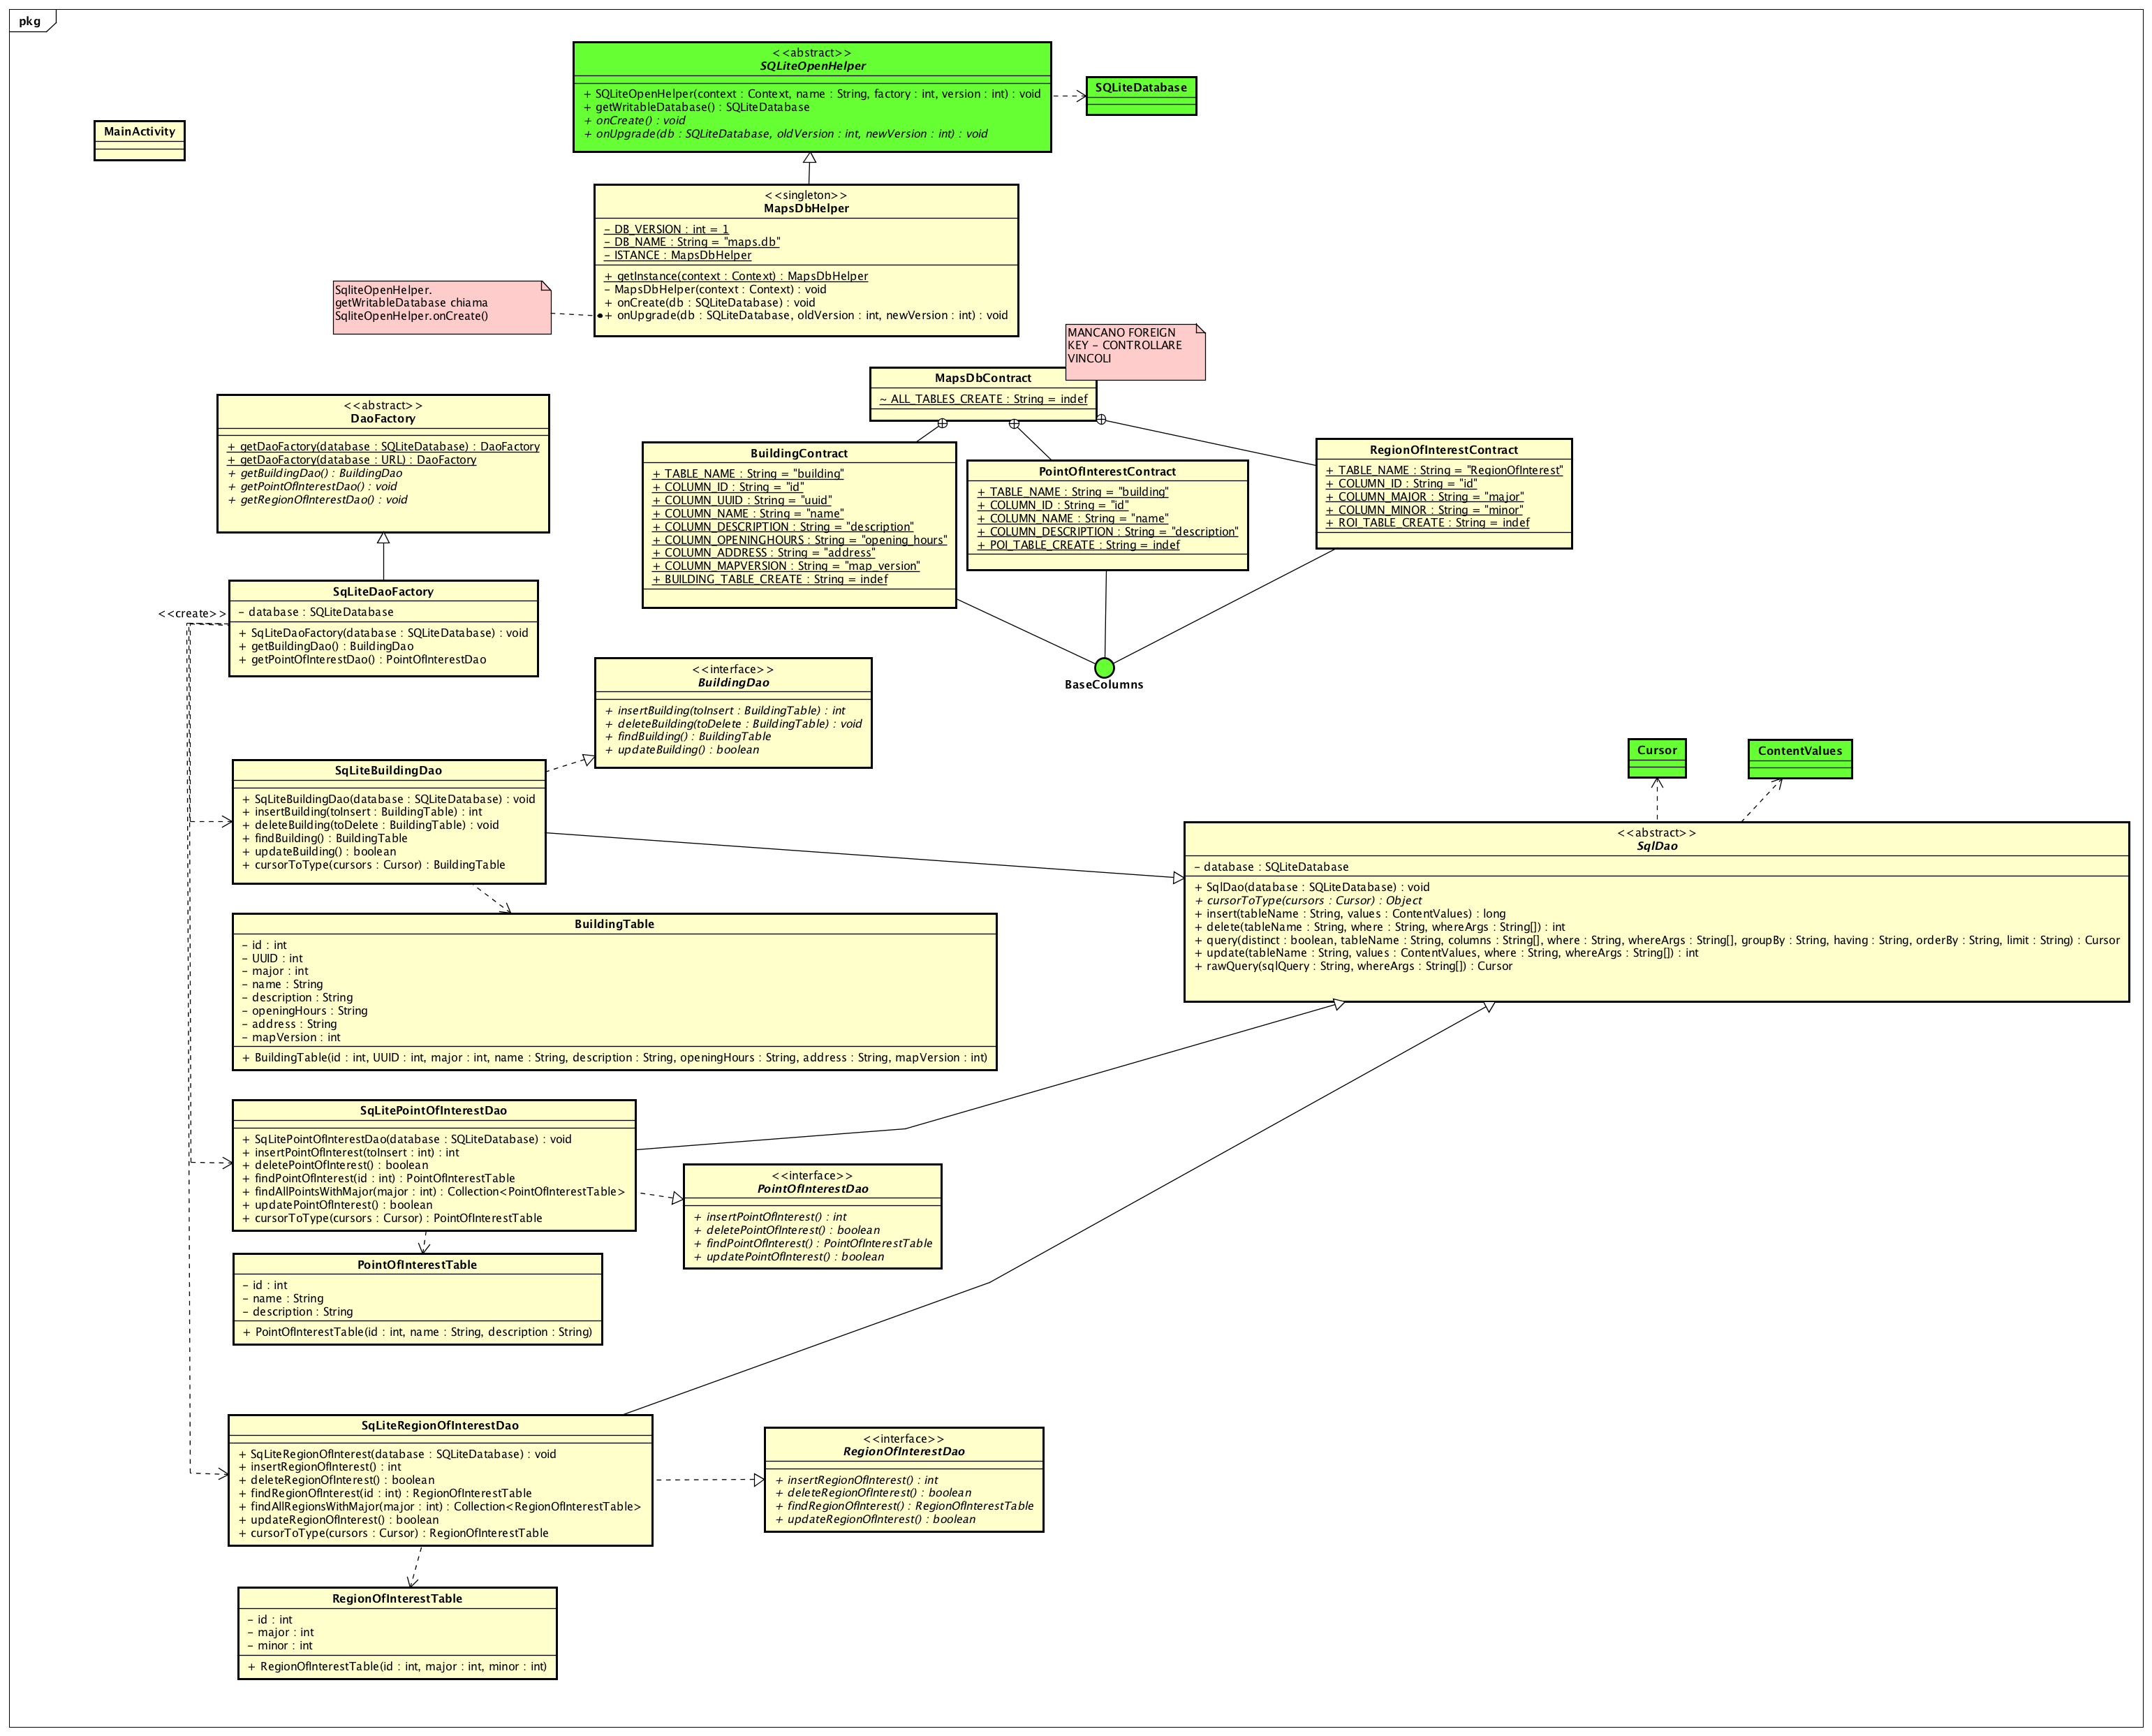 pkg
<<abstract>>
SQLiteOpenHelper
+ SQLiteOpenHelper(context : Context, name : String, factory : int, version : int) : void
+ getWritableDatabase() : SQLiteDatabase
+ onCreate() : void
+ onUpgrade(db : SQLiteDatabase, oldVersion : int, newVersion : int) : void
SQLiteDatabase
MainActivity
<<singleton>>
MapsDbHelper
- DB_VERSION : int = 1
- DB_NAME : String = "maps.db"
- ISTANCE : MapsDbHelper
+ getInstance(context : Context) : MapsDbHelper
- MapsDbHelper(context : Context) : void
+ onCreate(db : SQLiteDatabase) : void
+ onUpgrade(db : SQLiteDatabase, oldVersion : int, newVersion : int) : void
SqliteOpenHelper.
getWritableDatabase chiama
SqliteOpenHelper.onCreate()
MANCANO FOREIGN
KEY - CONTROLLARE
VINCOLI
MapsDbContract
~ ALL_TABLES_CREATE : String = indef
<<abstract>>
DaoFactory
+ getDaoFactory(database : SQLiteDatabase) : DaoFactory
+ getDaoFactory(database : URL) : DaoFactory
+ getBuildingDao() : BuildingDao
+ getPointOfInterestDao() : void
+ getRegionOfInterestDao() : void
BuildingContract
+ TABLE_NAME : String = "building"
+ COLUMN_ID : String = "id"
+ COLUMN_UUID : String = "uuid"
+ COLUMN_NAME : String = "name"
+ COLUMN_DESCRIPTION : String = "description"
+ COLUMN_OPENINGHOURS : String = "opening_hours"
+ COLUMN_ADDRESS : String = "address"
+ COLUMN_MAPVERSION : String = "map_version"
+ BUILDING_TABLE_CREATE : String = indef
PointOfInterestContract
+ TABLE_NAME : String = "building"
+ COLUMN_ID : String = "id"
+ COLUMN_NAME : String = "name"
+ COLUMN_DESCRIPTION : String = "description"
+ POI_TABLE_CREATE : String = indef
RegionOfInterestContract
+ TABLE_NAME : String = "RegionOfInterest"
+ COLUMN_ID : String = "id"
+ COLUMN_MAJOR : String = "major"
+ COLUMN_MINOR : String = "minor"
+ ROI_TABLE_CREATE : String = indef
BaseColumns
<<create>>
SqLiteDaoFactory
- database : SQLiteDatabase
+ SqLiteDaoFactory(database : SQLiteDatabase) : void
+ getBuildingDao() : BuildingDao
+ getPointOfInterestDao() : PointOfInterestDao
<<interface>>
BuildingDao
+ insertBuilding(toInsert : BuildingTable) : int
+ deleteBuilding(toDelete : BuildingTable) : void
+ findBuilding() : BuildingTable
+ updateBuilding() : boolean
SqLiteBuildingDao
+ SqLiteBuildingDao(database : SQLiteDatabase) : void
+ insertBuilding(toInsert : BuildingTable) : int
+ deleteBuilding(toDelete : BuildingTable) : void
+ findBuilding() : BuildingTable
+ updateBuilding() : boolean
+ cursorToType(cursors : Cursor) : BuildingTable
Cursor
ContentValues
<<abstract>>
SqlDao
- database : SQLiteDatabase
+ SqlDao(database : SQLiteDatabase) : void
+ cursorToType(cursors : Cursor) : Object
+ insert(tableName : String, values : ContentValues) : long
+ delete(tableName : String, where : String, whereArgs : String[]) : int
+ query(distinct : boolean, tableName : String, columns : String[], where : String, whereArgs : String[], groupBy : String, having : String, orderBy : String, limit : String) : Cursor
+ update(tableName : String, values : ContentValues, where : String, whereArgs : String[]) : int
+ rawQuery(sqlQuery : String, whereArgs : String[]) : Cursor
BuildingTable
- id : int
- UUID : int
- major : int
- name : String
- description : String
- openingHours : String
- address : String
- mapVersion : int
+ BuildingTable(id : int, UUID : int, major : int, name : String, description : String, openingHours : String, address : String, mapVersion : int)
SqLitePointOfInterestDao
+ SqLitePointOfInterestDao(database : SQLiteDatabase) : void
+ insertPointOfInterest(toInsert : int) : int
+ deletePointOfInterest() : boolean
+ findPointOfInterest(id : int) : PointOfInterestTable
+ findAllPointsWithMajor(major : int) : Collection<PointOfInterestTable>
+ updatePointOfInterest() : boolean
+ cursorToType(cursors : Cursor) : PointOfInterestTable
<<interface>>
PointOfInterestDao
+ insertPointOfInterest() : int
+ deletePointOfInterest() : boolean
+ findPointOfInterest() : PointOfInterestTable
+ updatePointOfInterest() : boolean
PointOfInterestTable
- id : int
- name : String
- description : String
+ PointOfInterestTable(id : int, name : String, description : String)
SqLiteRegionOfInterestDao
+ SqLiteRegionOfInterest(database : SQLiteDatabase) : void
+ insertRegionOfInterest() : int
+ deleteRegionOfInterest() : boolean
+ findRegionOfInterest(id : int) : RegionOfInterestTable
+ findAllRegionsWithMajor(major : int) : Collection<RegionOfInterestTable>
+ updateRegionOfInterest() : boolean
+ cursorToType(cursors : Cursor) : RegionOfInterestTable
<<interface>>
RegionOfInterestDao
+ insertRegionOfInterest() : int
+ deleteRegionOfInterest() : boolean
+ findRegionOfInterest() : RegionOfInterestTable
+ updateRegionOfInterest() : boolean
RegionOfInterestTable
- id : int
- major : int
- minor : int
+ RegionOfInterestTable(id : int, major : int, minor : int)